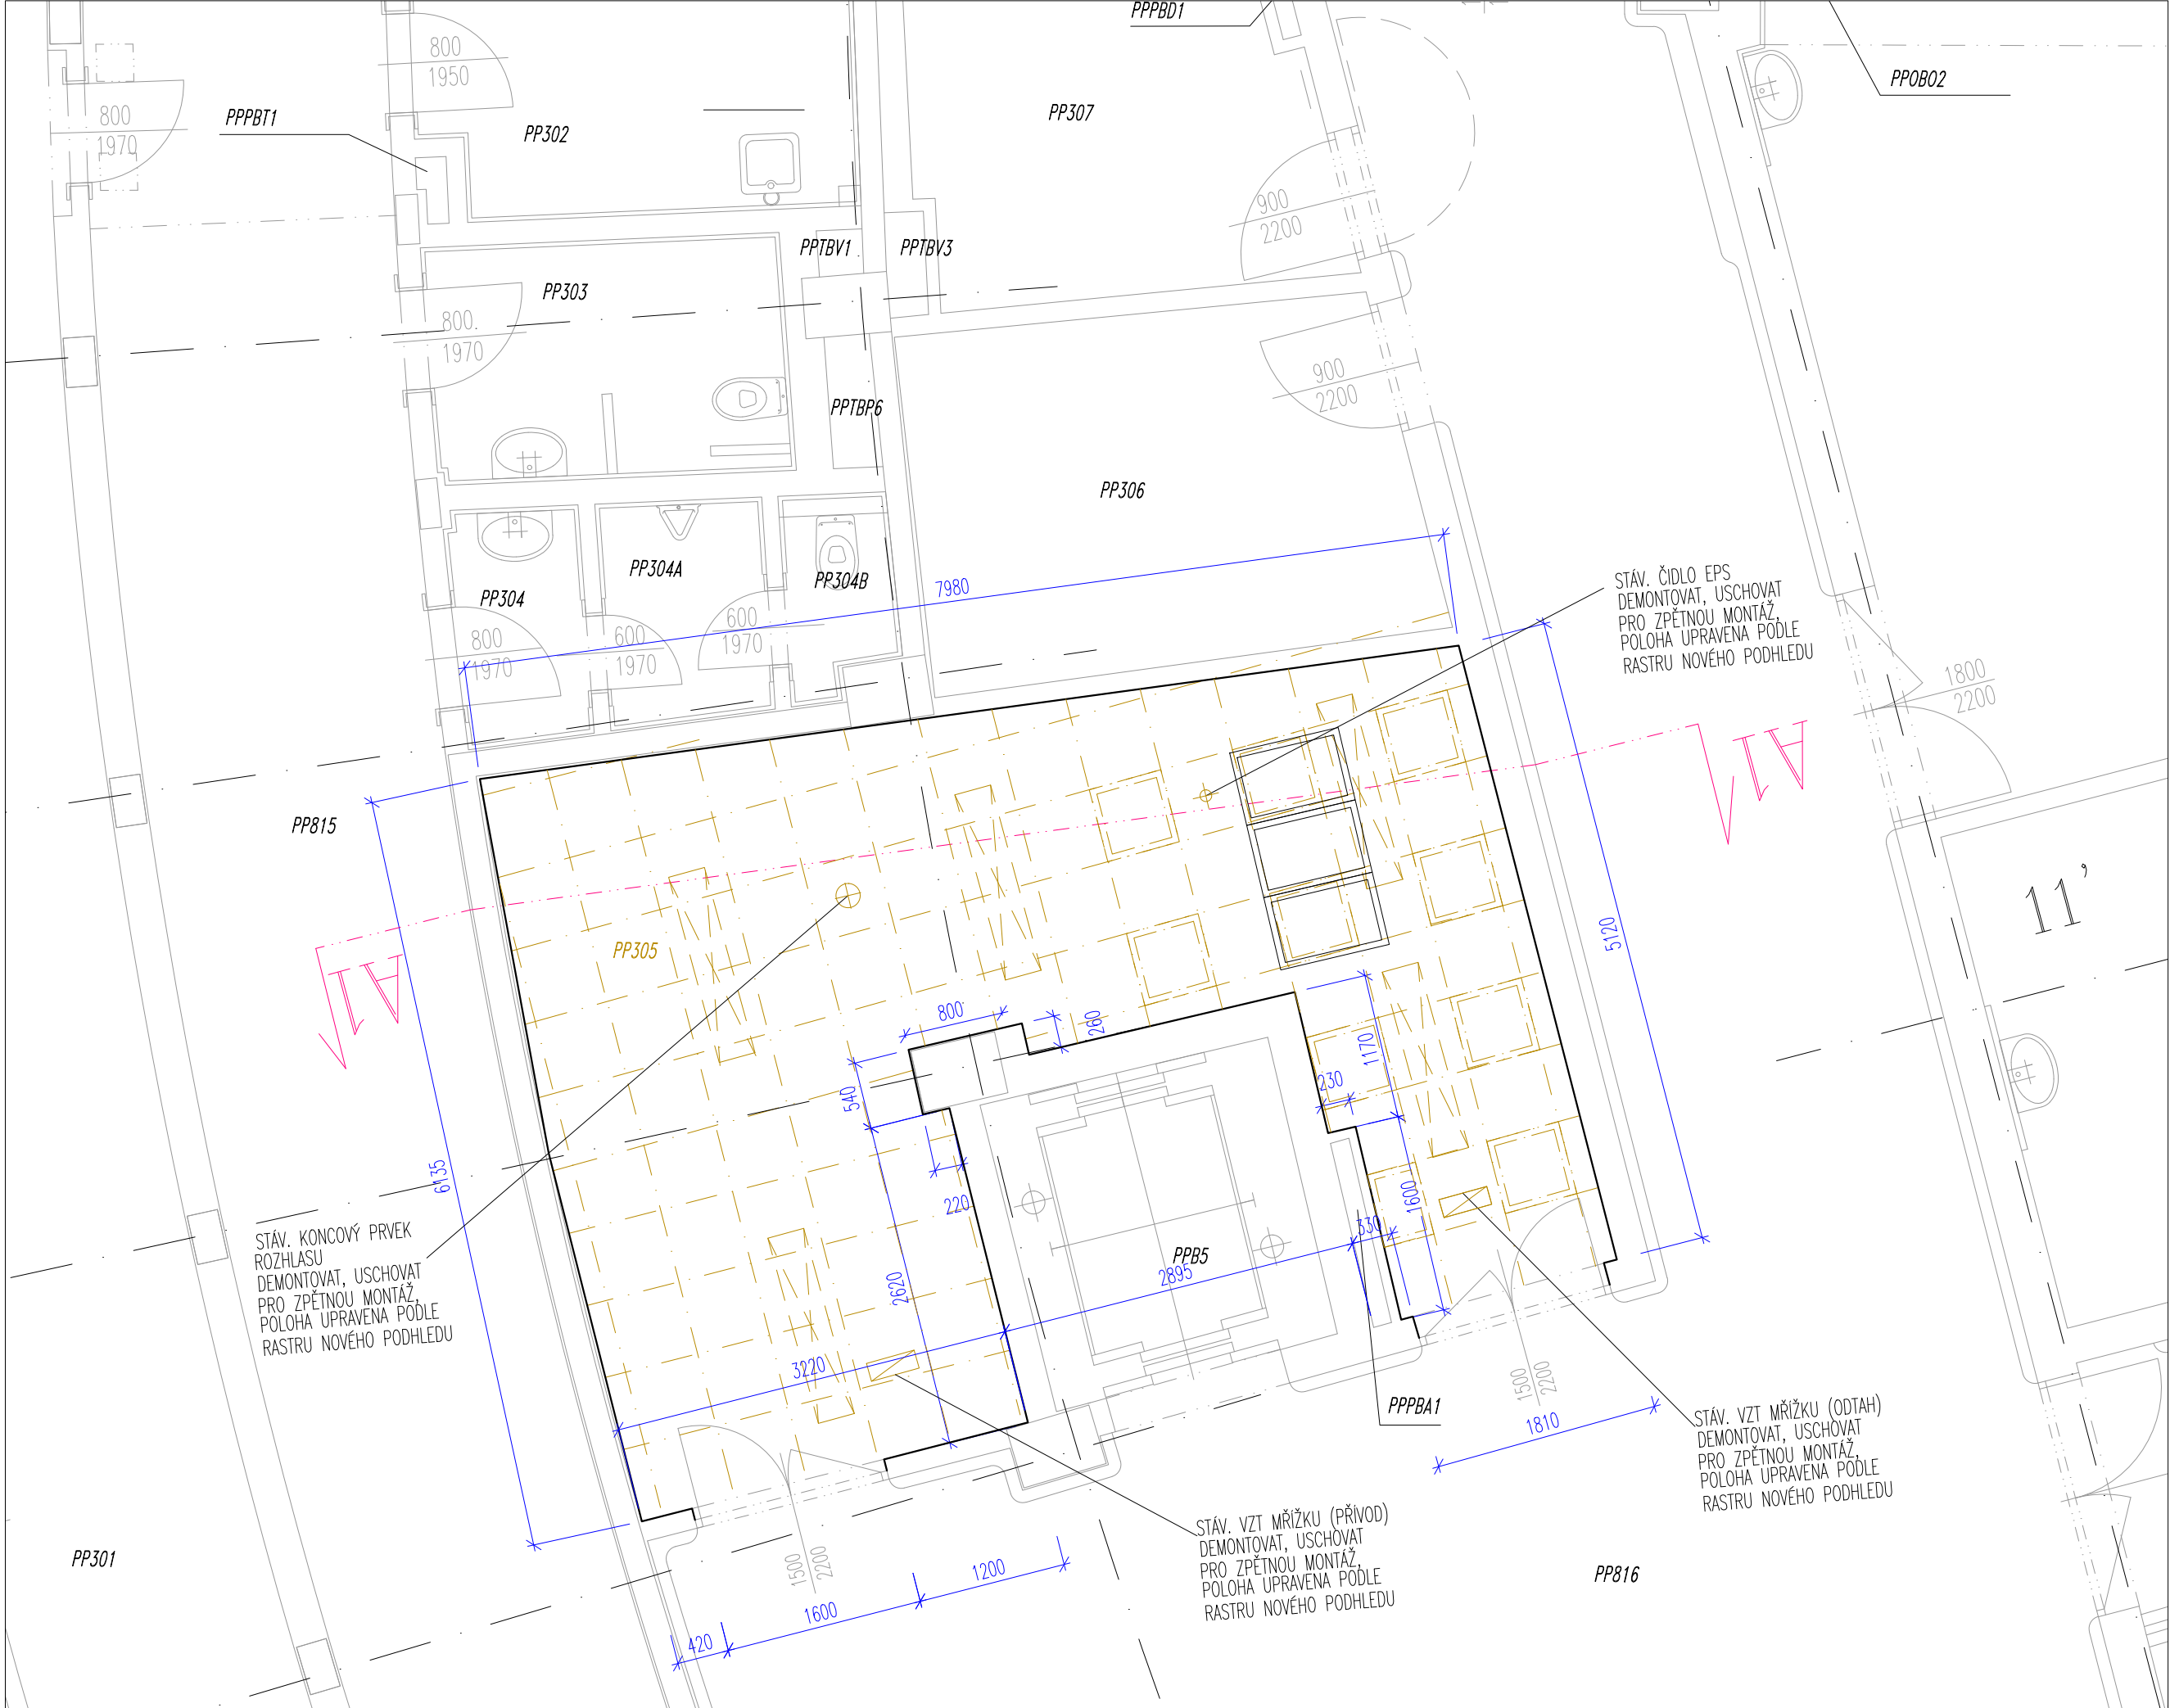 PPPBD1
800
1950
PPOBO2
800
1970
PPPBT1
PP302
PP307
900
2200
PPTBV1
PPTBV3
PP303
800
1970
900
2200
PPTBP6
PP306
PP304A
PP304B
PP304
7980
800
1970
600
1970
600
1970
STÁV. ČIDLO EPS
DEMONTOVAT, USCHOVAT
PRO ZPĚTNOU MONTÁŽ,
POLOHA UPRAVENA PODLE
RASTRU NOVÉHO PODHLEDU
1800
2200
A1
PP815
11'
PP305
5120
A1
800
260
1170
230
540
6135
220
1600
330
STÁV. KONCOVÝ PRVEK
ROZHLASU
DEMONTOVAT, USCHOVAT
PRO ZPĚTNOU MONTÁŽ,
POLOHA UPRAVENA PODLE
RASTRU NOVÉHO PODHLEDU
PPB5
2895
2620
3220
1500
2200
PPPBA1
1810
STÁV. VZT MŘÍŽKU (ODTAH)
DEMONTOVAT, USCHOVAT
PRO ZPĚTNOU MONTÁŽ,
POLOHA UPRAVENA PODLE
RASTRU NOVÉHO PODHLEDU
STÁV. VZT MŘÍŽKU (PŘÍVOD)
DEMONTOVAT, USCHOVAT
PRO ZPĚTNOU MONTÁŽ,
POLOHA UPRAVENA PODLE
RASTRU NOVÉHO PODHLEDU
PP301
1500
2200
1200
PP816
1600
420